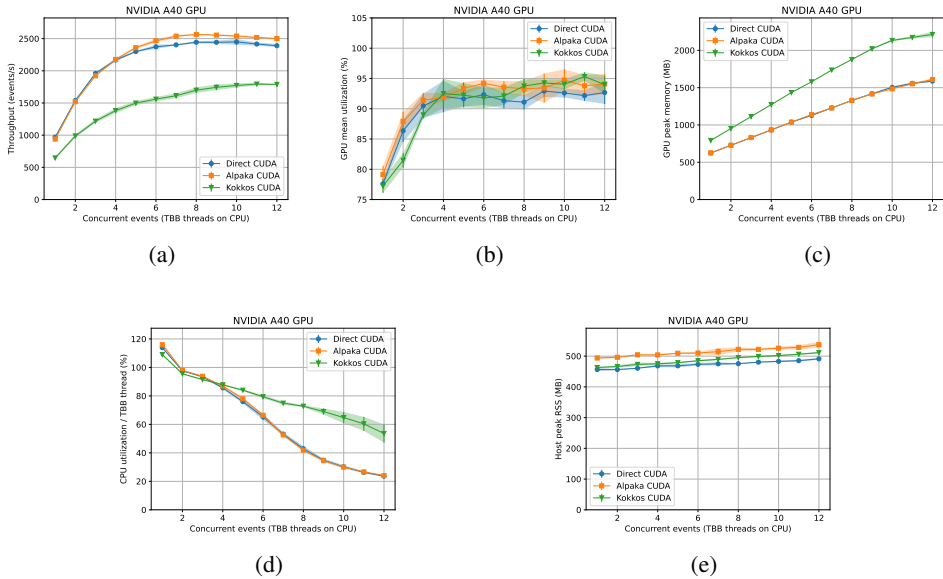 NVIDIA A40 GPU
Throughput (events/s)
2500
2000
1500
1000
500
0
2 4 6 8 10 12
Concurrent events (TBB threads on CPU)
Direct CUDA
Alpaka CUDA
Kokkos CUDA
(a)
NVIDIA A40 GPU
GPU mean utilization (%)
105
100
95
90
85
80
75
2 4 6 8 10 12
Concurrent events (TBB threads on CPU)
Direct CUDA
Alpaka CUDA
Kokkos CUDA
(b)
NVIDIA A40 GPU
GPU peak memory (MB)
2000
1500
1000
500
0
2 4 6 8 10 12
Concurrent events (TBB threads on CPU)
Direct CUDA
Alpaka CUDA
Kokkos CUDA
(c)
NVIDIA A40 GPU
CPU utilization / TBB thread (%)
120
100
80
60
40
20
0
2 4 6 8 10 12
Concurrent events (TBB threads on CPU)
Direct CUDA
Alpaka CUDA
Kokkos CUDA
(d)
NVIDIA A40 GPU
Host peak RSS (MB)
500
400
300
200
100
0
2 4 6 8 10 12
Concurrent events (TBB threads on CPU)
Direct CUDA
Alpaka CUDA
Kokkos CUDA
(e)